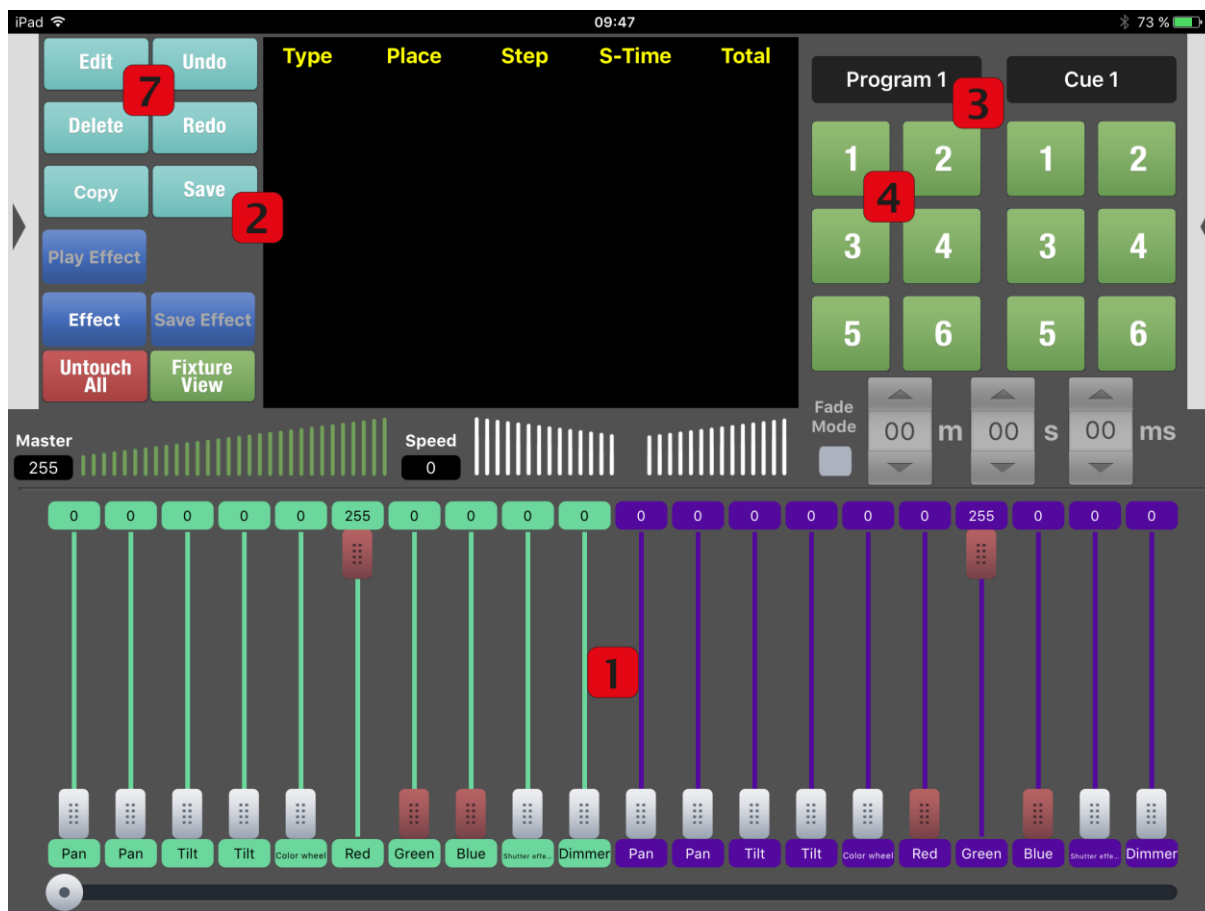 iPad 09:47 73 %
Edit Undo Type Place Step S-Time Total
Program 1 Cue 1
7
3
Delete Redo
1 2 1 2
Copy Save
4
2
Play Effect
3 4 3 4
Effect Save Effect
5 6 5 6
Untouch All Fixture View
Fade Mode 00 m 00 s 00 ms
Master Speed
255 0
0 0 0 0 0 255 0 0 0 0 0 0 0 0 0 0 255 0 0 0
1
Pan Pan Tilt Tilt Color wheel Red Green Blue Shutter effe... Dimmer Pan Pan Tilt Tilt Color wheel Red Green Blue Shutter effe... Dimmer